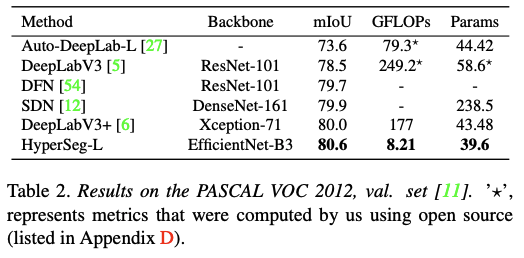 Method Backbone mIoU GFLOPs Params
Auto-DeepLab-L [27] - 73.6 79.3* 44.42
DeepLabV3 [5] ResNet-101 78.5 249.2* 58.6*
DFN [54] ResNet-101 79.7 - -
SDN [12] DenseNet-161 79.9 - 238.5
DeepLabV3+ [6] Xception-71 80.0 177 43.48
HyperSeg-L EfficientNet-B3 80.6 8.21 39.6
Table 2. Results on the PASCAL VOC 2012, val. set [11]. '⋆',
represents metrics that were computed by us using open source
(listed in Appendix D).